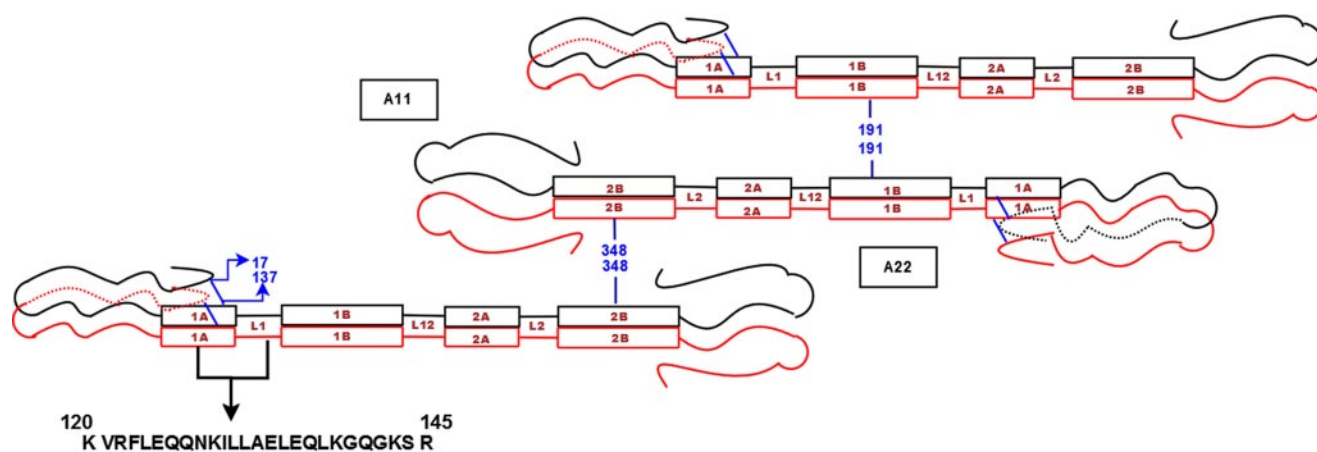 1A L1 1B L12 2A L2 2B
1A 1B 2A 2B
A11
191
191
2B L2 2A L12 1B L1 1A
2B 2A 1B 1A
A22
348
348
17
137
1A L1 1B L12 2A L2 2B
1A 1B 2A 2B
120 145
K VRFLEQQNKILLAELEQLKGQGKS R